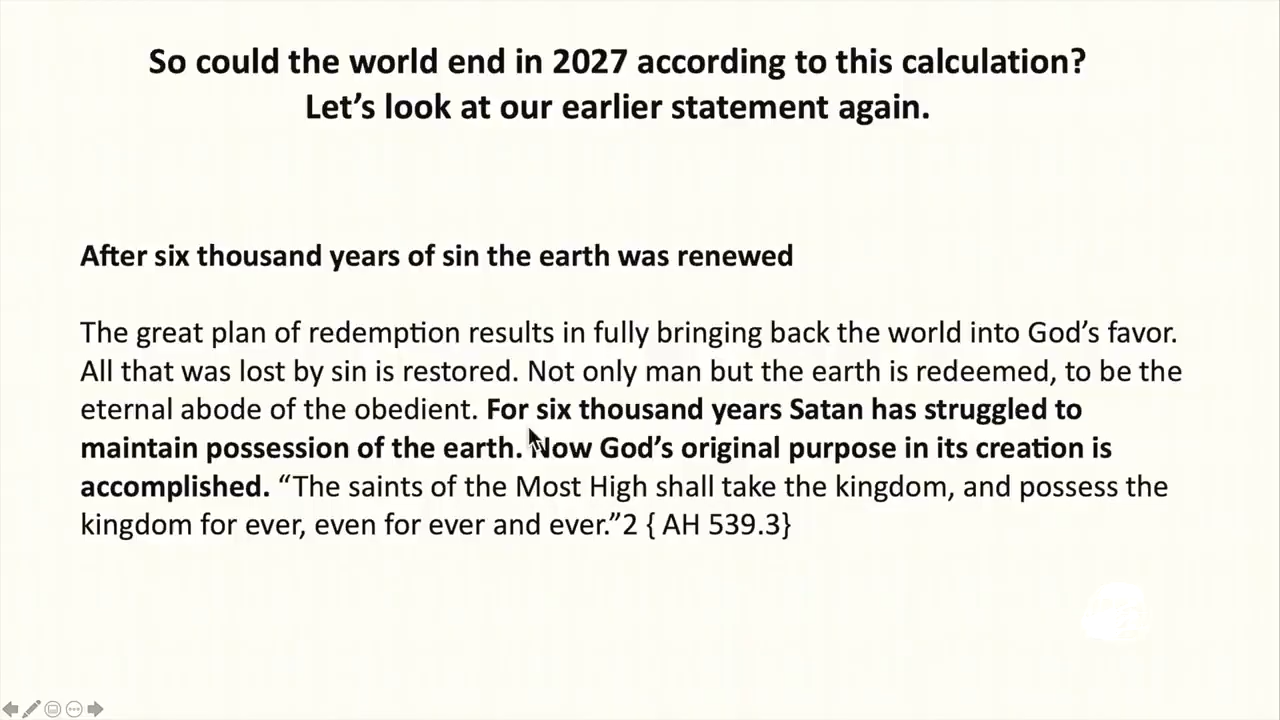 So could the world end in 2027 according to this calculation?
Let’s look at our earlier statement again.
After six thousand years of sin the earth was renewed
The great plan of redemption results in fully bringing back the world into God’s favor.
All that was lost by sin is restored. Not only man but the earth is redeemed, to be the
eternal abode of the obedient. For six thousand years Satan has struggled to
maintain possession of the earth. Now God’s original purpose in its creation is
accomplished. “The saints of the Most High shall take the kingdom, and possess the
kingdom for ever, even for ever and ever.”2 { AH 539.3}